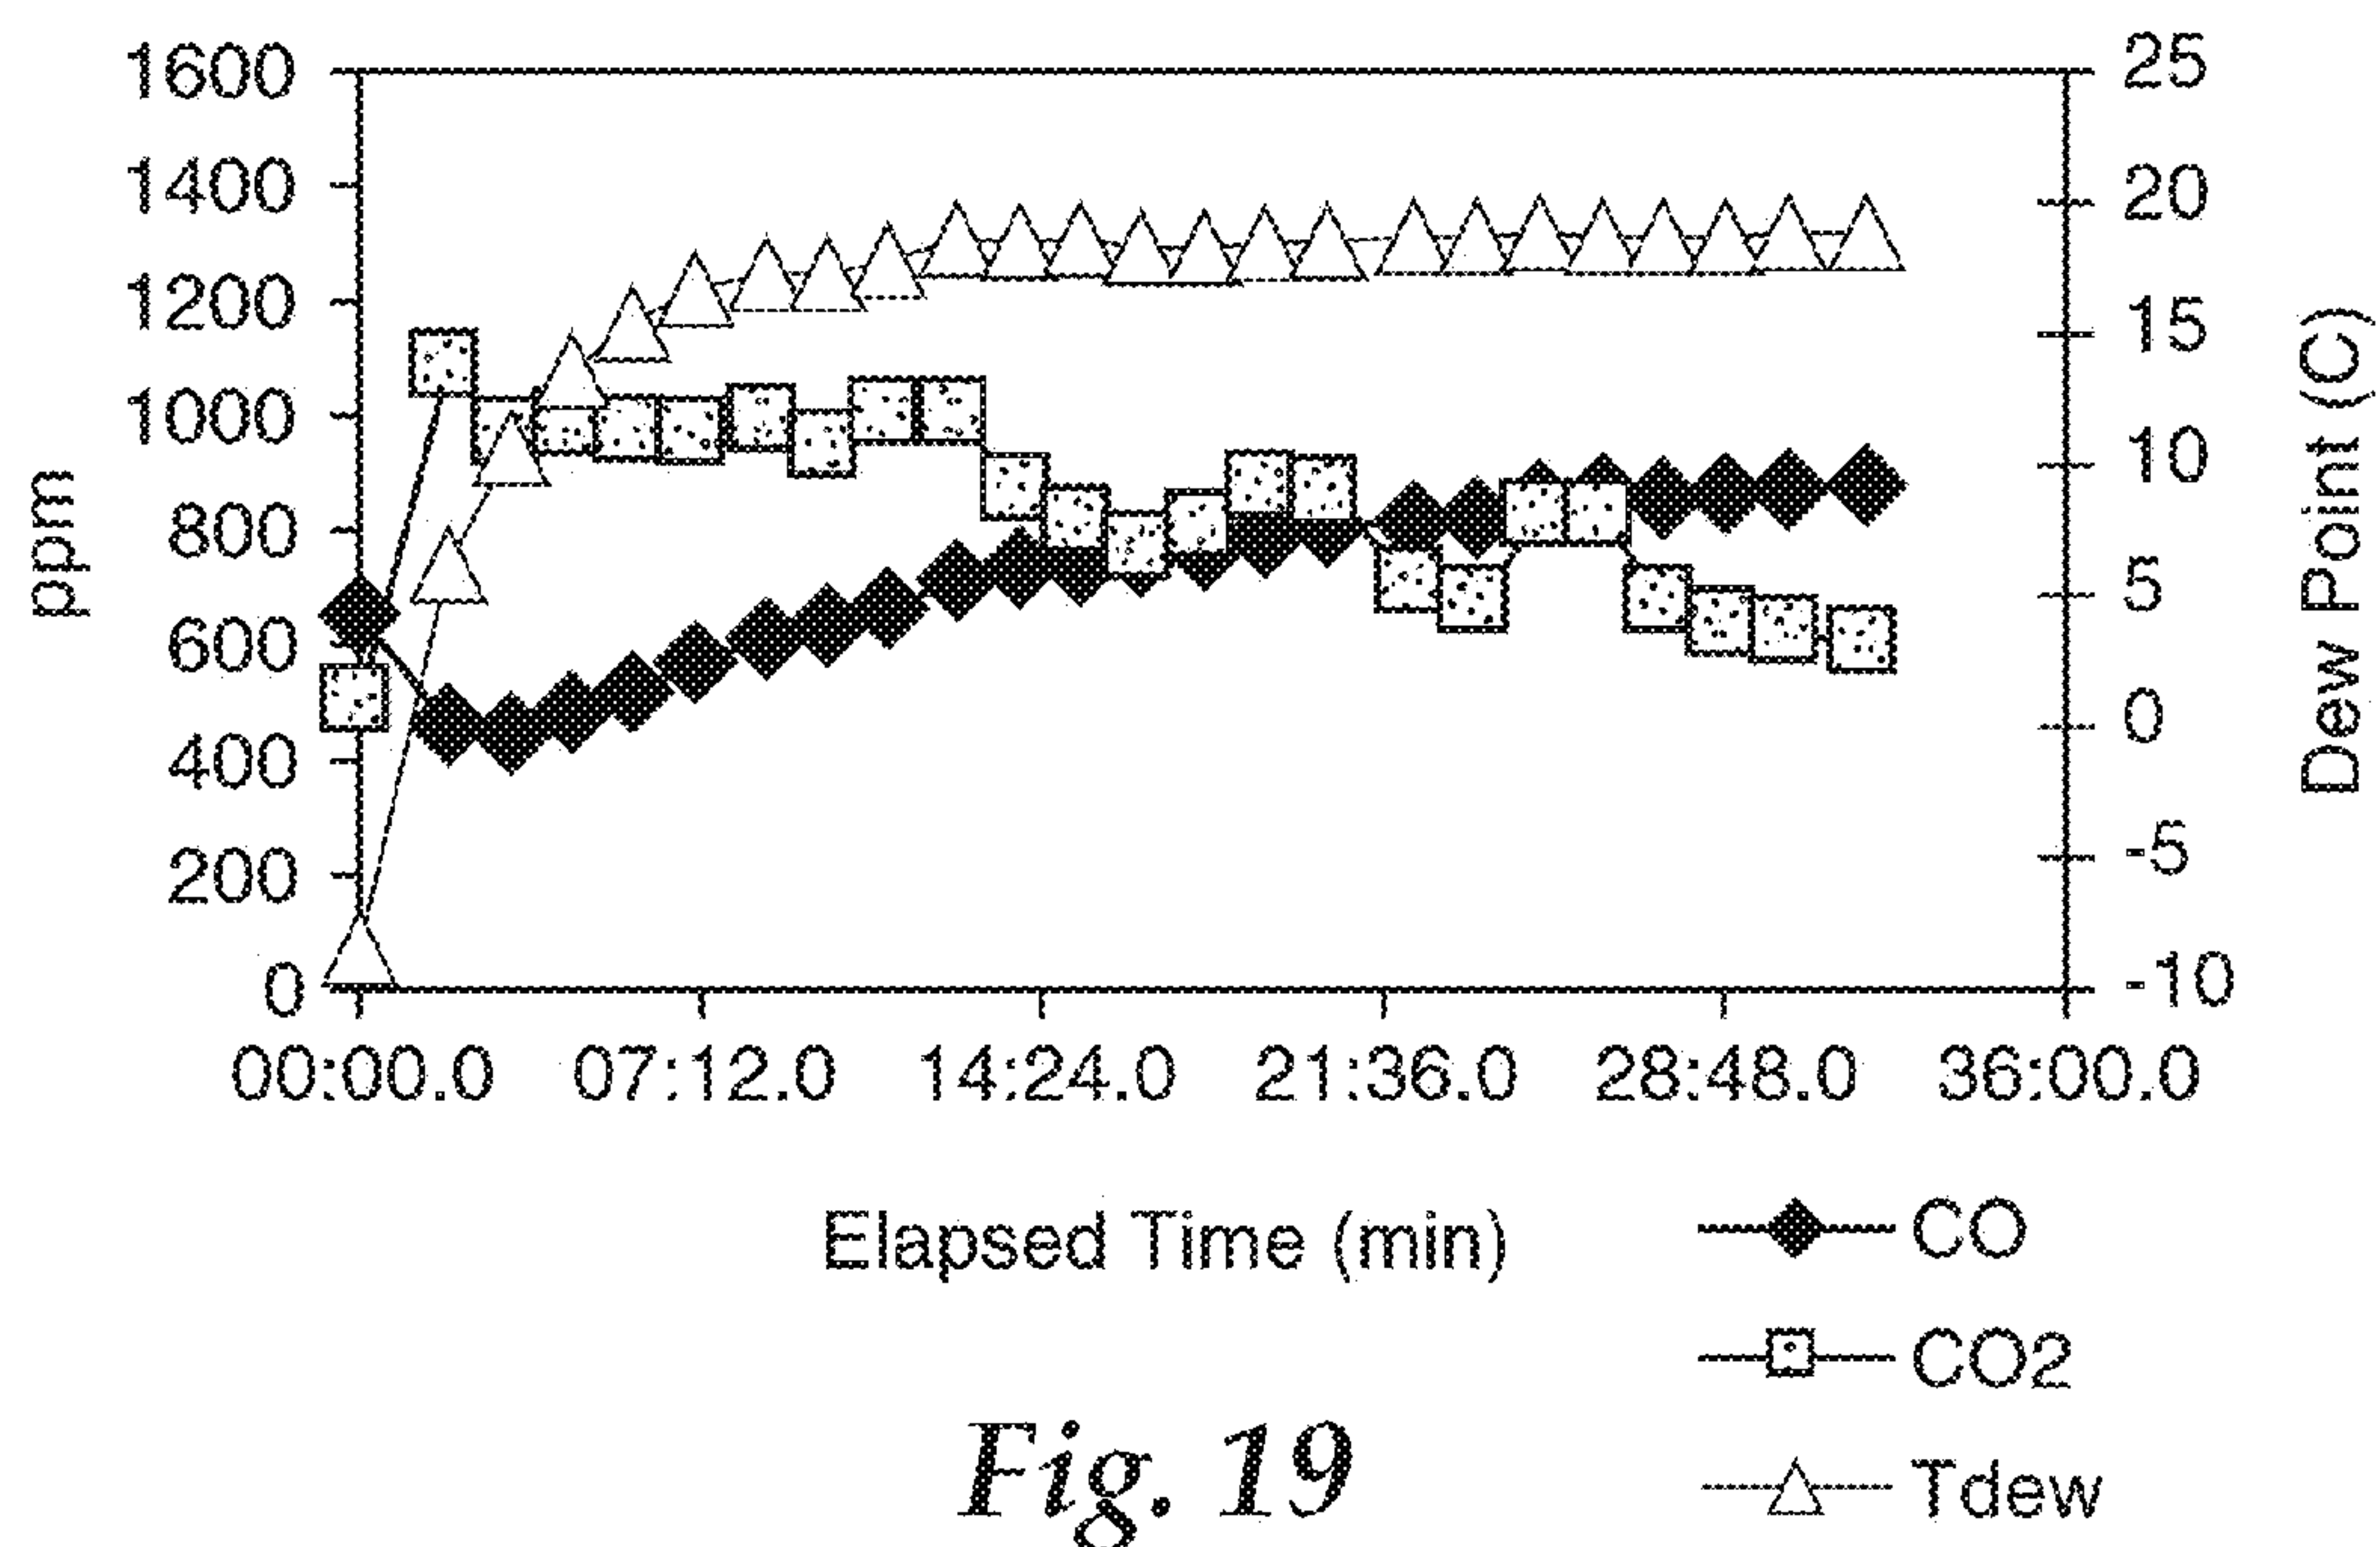 1600
1400
1200
1000
800
600
400
200
0
ppm
25
20
15
10
5
0
-5
-10
Dew Point (C)
00:00.0 07:12.0 14:24.0 21:36.0 28:48.0 36:00.0
Elapsed Time (min)
CO
CO2
Tdew
Fig. 19